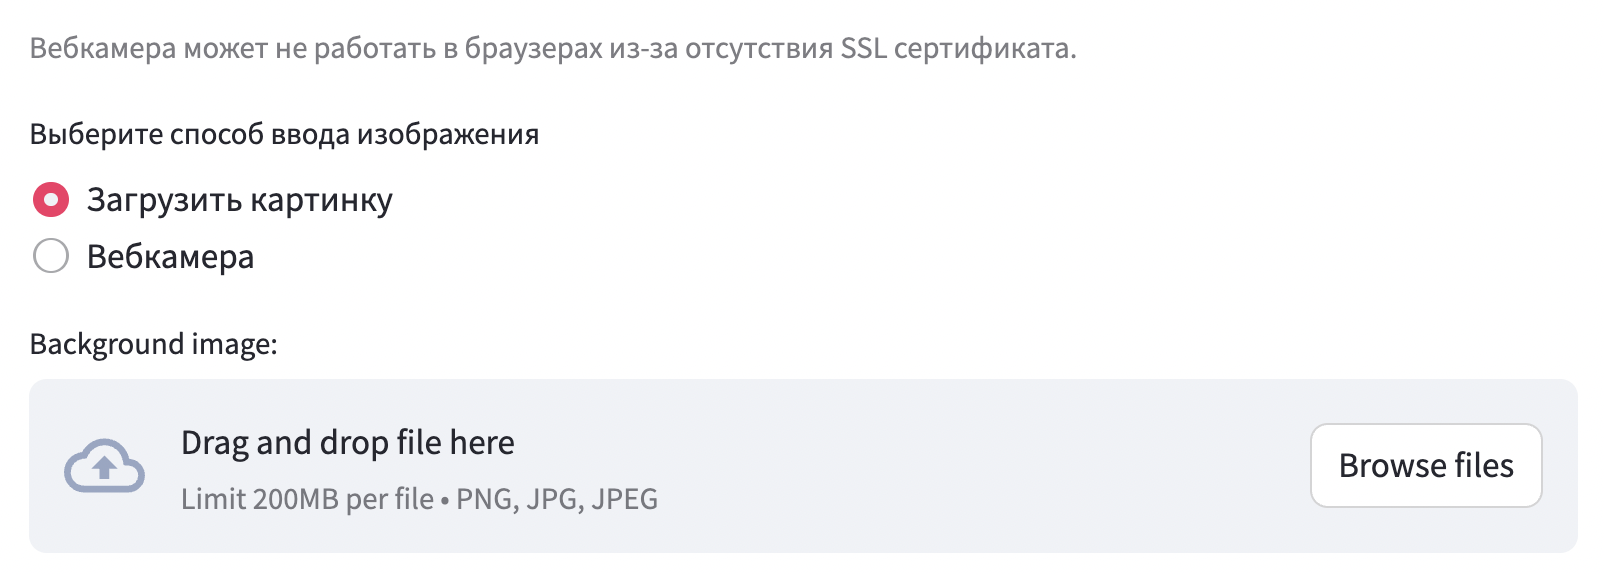 Вебкамера может не работать в браузерах из-за отсутствия SSL сертификата.
Выберите способ ввода изображения
Загрузить картинку
Вебкамера
Background image:
Drag and drop file here
Limit 200MB per file • PNG, JPG, JPEG
Browse files